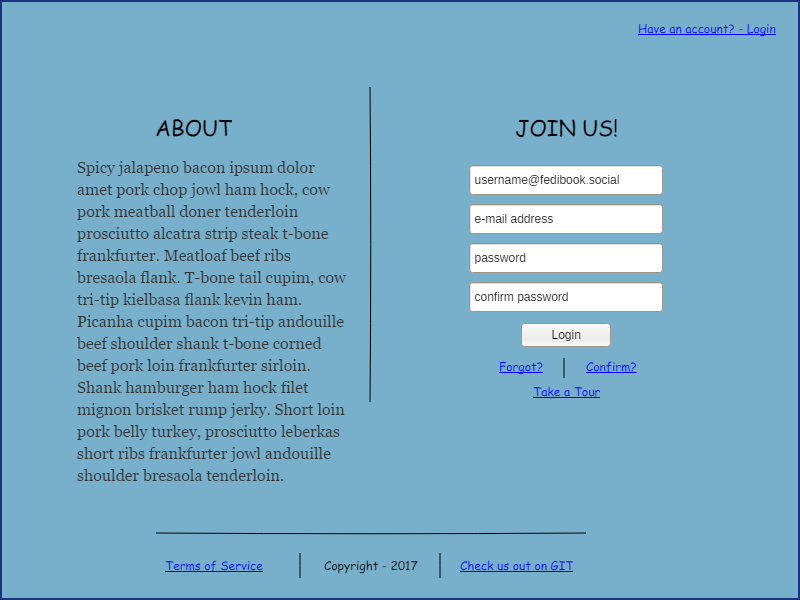 Have an account? - Login
ABOUT
Spicy jalapeno bacon ipsum dolor
amet pork chop jowl ham hock, cow
pork meatball doner tenderloin
prosciutto alcatra strip steak t-bone
frankfurter. Meatloaf beef ribs
bresaola flank. T-bone tail cupim, cow
tri-tip kielbasa flank kevin ham.
Picanha cupim bacon tri-tip andouille
beef shoulder shank t-bone corned
beef pork loin frankfurter sirloin.
Shank hamburger ham hock filet
mignon brisket rump jerky. Short loin
pork belly turkey, prosciutto leberkas
short ribs frankfurter jowl andouille
shoulder bresaola tenderloin.
JOIN US!
username@fedibook.social
e-mail address
password
confirm password
Login
Forgot? Confirm?
Take a Tour
Terms of Service Copyright - 2017 Check us out on GIT